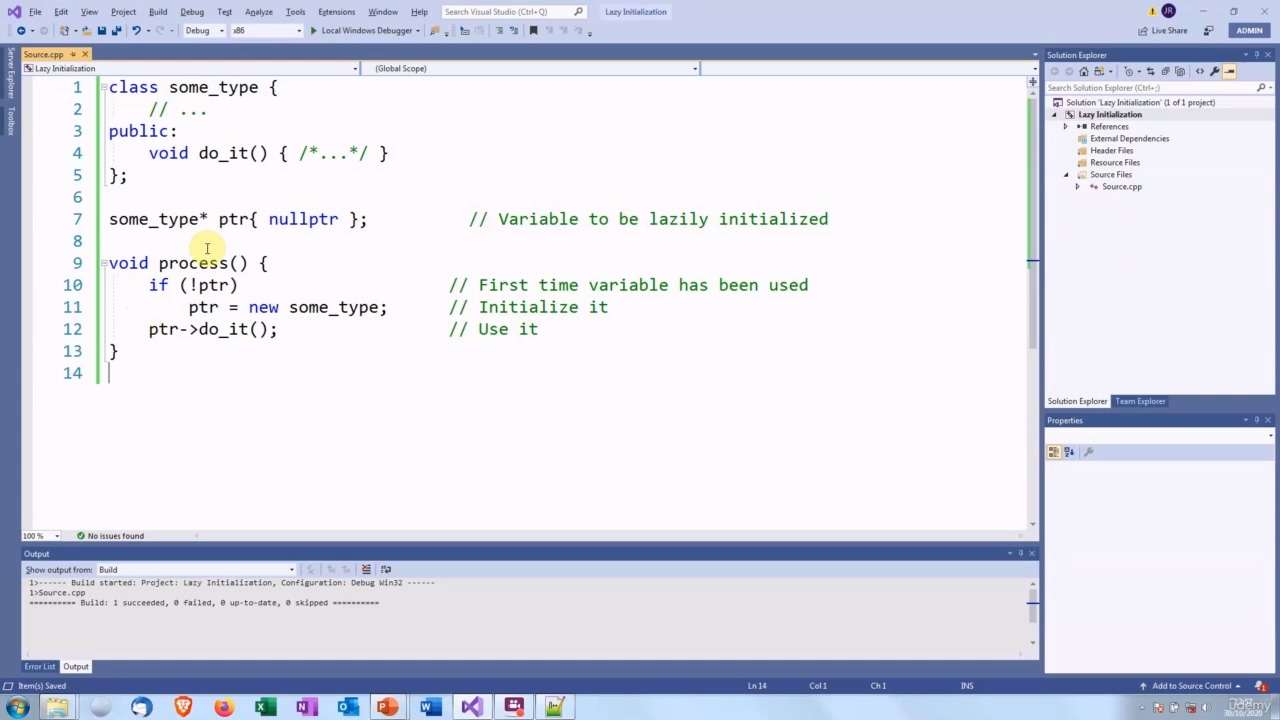 File Edit View Project Build Debug Test Analyze Tools Extensions Window Help Search Visual Studio (Ctrl+Q) Lazy Initialization JR
Debug x86 Local Windows Debugger Live Share ADMIN
Server Explorer
Toolbox
Source.cpp
Lazy Initialization (Global Scope)
1 class some_type {
2 // ...
3 public:
4 void do_it() { /*...*/ }
5 };
6
7 some_type* ptr{ nullptr }; // Variable to be lazily initialized
8
9 void process() {
10 if (!ptr) // First time variable has been used
11 ptr = new some_type; // Initialize it
12 ptr->do_it(); // Use it
13 }
14
100 % No issues found
Output
Show output from: Build
1>------ Build started: Project: Lazy Initialization, Configuration: Debug Win32 ------
1>Source.cpp
========== Build: 1 succeeded, 0 failed, 0 up-to-date, 0 skipped ==========
Error List Output
Solution Explorer
Search Solution Explorer (Ctrl+;)
Solution 'Lazy Initialization' (1 of 1 project)
Lazy Initialization
References
External Dependencies
Header Files
Resource Files
Source Files
Source.cpp
Solution Explorer Team Explorer
Properties
Item(s) Saved Ln 14 Col 1 Ch 1 INS Add to Source Control 1
30/10/2020
udemy